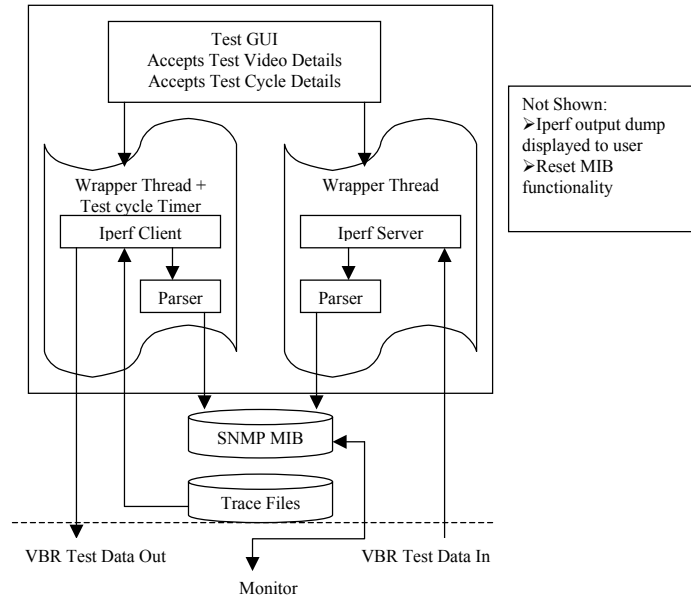 Test GUI
Accepts Test Video Details
Accepts Test Cycle Details
Not Shown:
➢Iperf output dump
displayed to user
➢Reset MIB
functionality
Wrapper Thread +
Test cycle Timer
Iperf Client
Parser
Wrapper Thread
Iperf Server
Parser
SNMP MIB
Trace Files
VBR Test Data Out
VBR Test Data In
Monitor